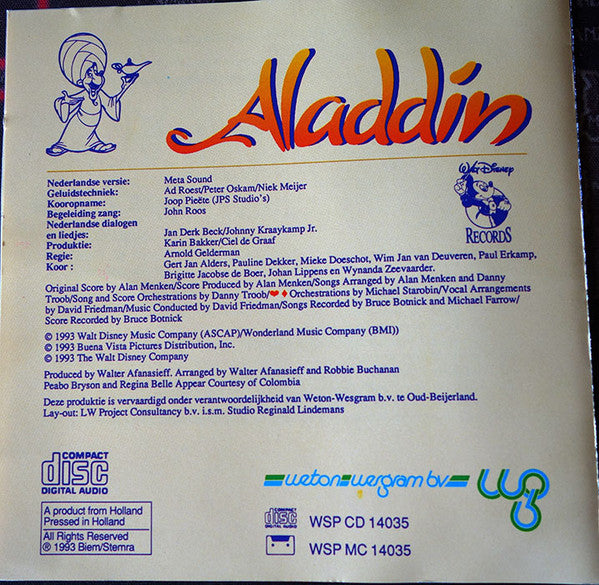 Aladdin
Walt Disney
RECORDS
Nederlandse versie: Meta Sound
Geluidstechniek: Ad Roest/Peter Oskam/Niek Meijer
Kooropname: Joop Pieëte (JPS Studio's)
Begeleiding zang: John Roos
Nederlandse dialogen
en liedjes: Jan Derk Beck/Johnny Kraaykamp Jr.
Produktie: Karin Bakker/Ciel de Graaf
Regie: Arnold Gelderman
Koor : Gert Jan Alders, Pauline Dekker, Mieke Doeschot, Wim Jan van Deuveren, Paul Erkamp,
Brigitte Jacobse de Boer, Johan Lippens en Wynanda Zeevaarder.
Original Score by Alan Menken/Score Produced by Alan Menken/Songs Arranged by Alan Menken and Danny
Troob/Song and Score Orchestrations by Danny Troob/❤ ♦ Orchestrations by Michael Starobin/Vocal Arrangements
by David Friedman/Music Conducted by David Friedman/Songs Recorded by Bruce Botnick and Michael Farrow/
Score Recorded by Bruce Botnick
© 1993 Walt Disney Music Company (ASCAP)/Wonderland Music Company (BMI))
© 1993 Buena Vista Pictures Distribution, Inc.
© 1993 The Walt Disney Company
Produced by Walter Afanasieff. Arranged by Walter Afanasieff and Robbie Buchanan
Peabo Bryson and Regina Belle Appear Courtesy of Colombia
Deze produktie is vervaardigd onder verantwoordelijkheid van Weton-Wesgram b.v. te Oud-Beijerland.
Lay-out: LW Project Consultancy b.v. i.s.m. Studio Reginald Lindemans
COMPACT
disc
DIGITAL AUDIO
weton wesgram bv
A product from Holland
Pressed in Holland
All Rights Reserved
℗ 1993 Biem/Stemra
COMPACT
disc
DIGITAL AUDIO
WSP CD 14035
WSP MC 14035